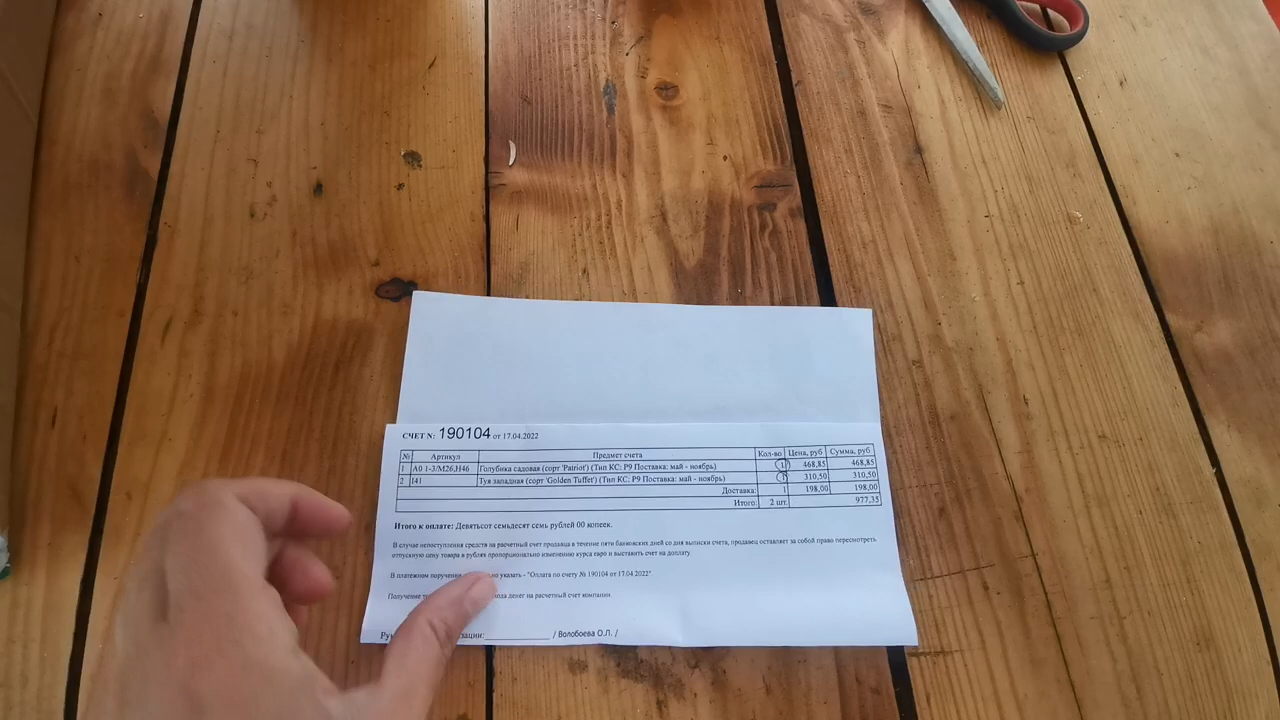 СЧЕТ N: 190104 от 17.04.2022
№ Артикул Предмет счета Кол-во Цена, руб Сумма, руб
1 А0 1-3/М26,Н46 Голубика садовая (сорт 'Patriot') (Тип КС: Р9 Поставка: май - ноябрь) 1 468,85 468,85
2 I41 Туя западная (сорт 'Golden Tuffet') (Тип КС: Р9 Поставка: май - ноябрь) 1 310,50 310,50
Доставка: 1 198,00 198,00
Итого: 2 шт. 977,35
Итого к оплате: Девятьсот семьдесят семь рублей 00 копеек.
В случае непоступления средств на расчетный счет продавца в течение пяти банковских дней со дня выписки счета, продавец оставляет за собой право пересмотреть
отпускную цену товара в рублях пропорционально изменению курса евро и выставить счет на доплату.
В платежном указать - "Оплата по счету № 190104 от 17.04.2022"
Получение денег на расчетный счет компании.
/ Волобоева О.Л. /